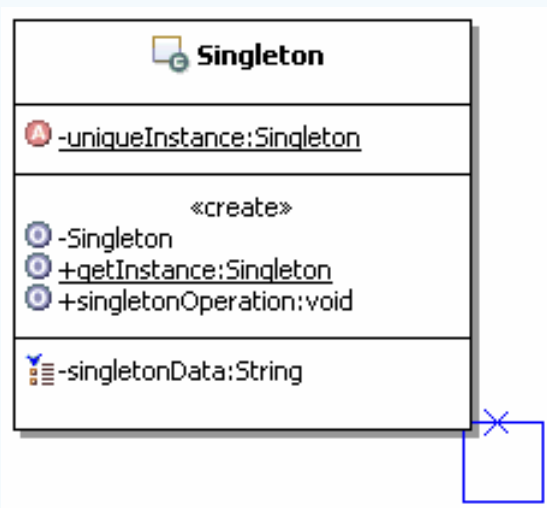 Singleton
-uniqueInstance:Singleton
«create»
-Singleton
+getInstance:Singleton
+singletonOperation:void
-singletonData:String